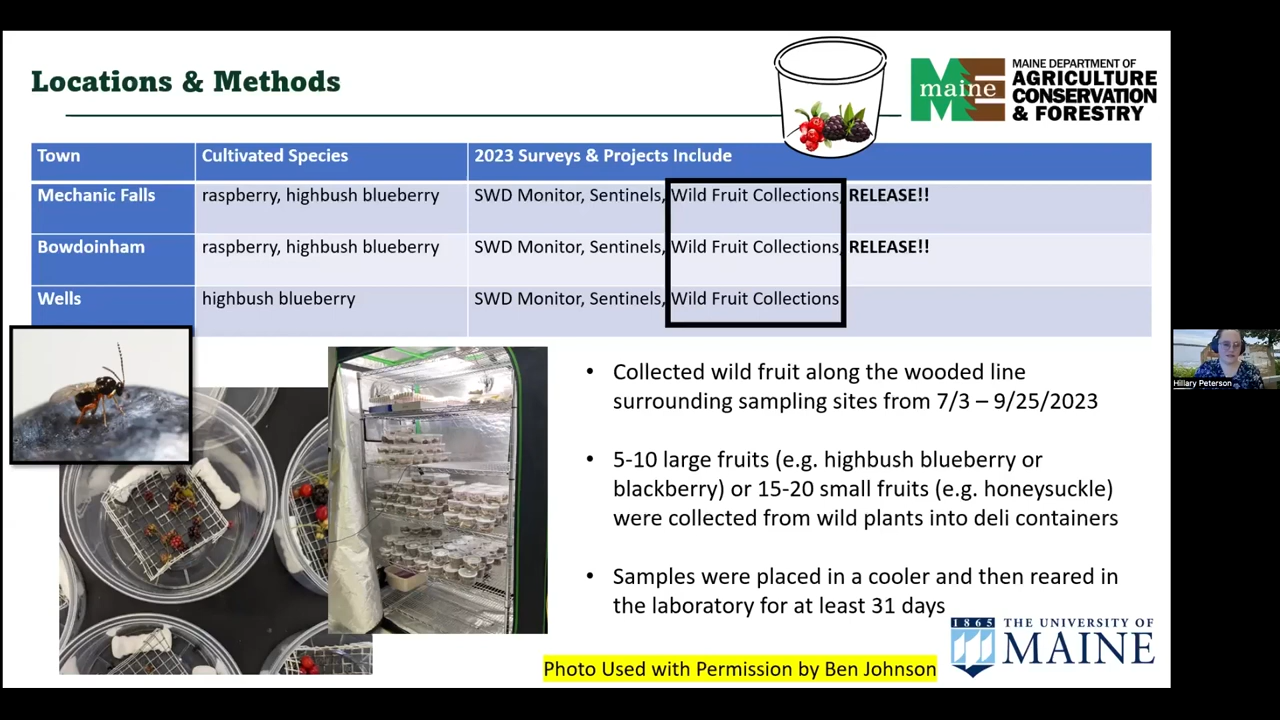 Locations & Methods
maine
MAINE DEPARTMENT OF
AGRICULTURE
CONSERVATION
& FORESTRY
Town Cultivated Species 2023 Surveys & Projects Include
Mechanic Falls raspberry, highbush blueberry SWD Monitor, Sentinels, Wild Fruit Collections, RELEASE!!
Bowdoinham raspberry, highbush blueberry SWD Monitor, Sentinels, Wild Fruit Collections, RELEASE!!
Wells highbush blueberry SWD Monitor, Sentinels, Wild Fruit Collections
• Collected wild fruit along the wooded line
surrounding sampling sites from 7/3 – 9/25/2023
• 5-10 large fruits (e.g. highbush blueberry or
blackberry) or 15-20 small fruits (e.g. honeysuckle)
were collected from wild plants into deli containers
• Samples were placed in a cooler and then reared in
the laboratory for at least 31 days
Hillary Peterson
1865 THE UNIVERSITY OF
MAINE
Photo Used with Permission by Ben Johnson